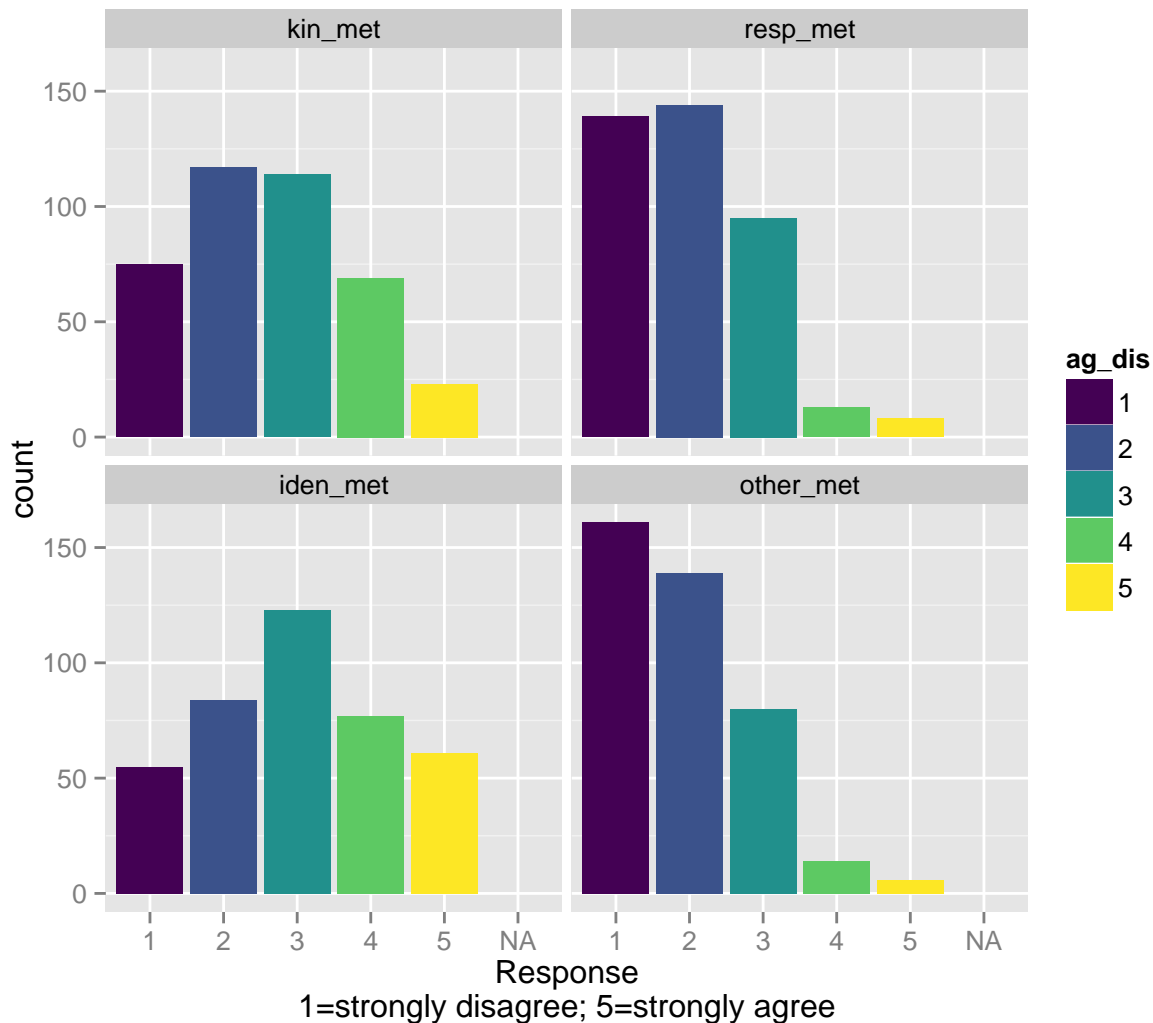 kin_met
resp_met
150
100
50
0
iden_met
other_met
150
100
50
0
count
1 2 3 4 5 NA
1 2 3 4 5 NA
Response
1=strongly disagree; 5=strongly agree
ag_dis
1
2
3
4
5